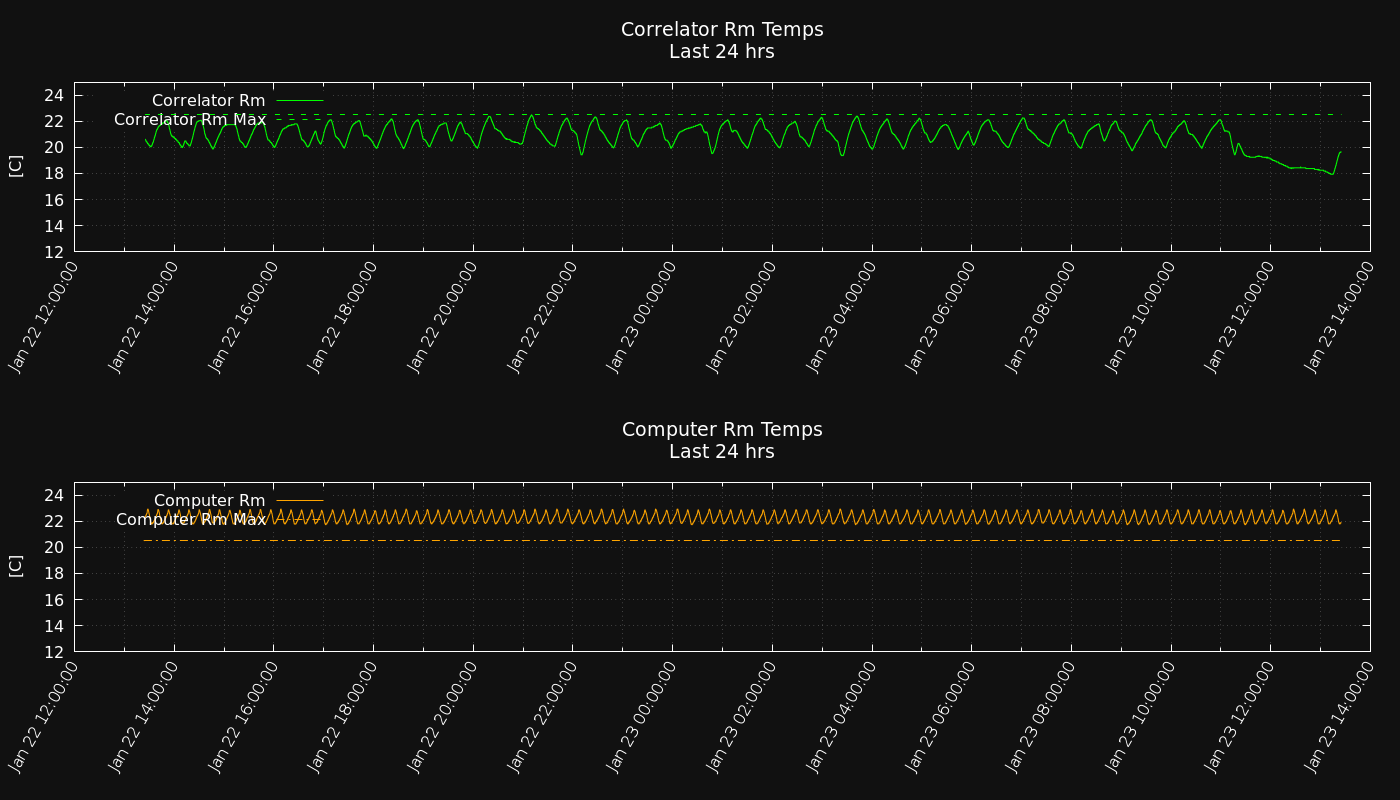 Correlator Rm Temps
Last 24 hrs
Correlator Rm
Correlator Rm Max
24
22
20
18
16
14
12
[C]
Jan 22 12:00:00
Jan 22 14:00:00
Jan 22 16:00:00
Jan 22 18:00:00
Jan 22 20:00:00
Jan 22 22:00:00
Jan 23 00:00:00
Jan 23 02:00:00
Jan 23 04:00:00
Jan 23 06:00:00
Jan 23 08:00:00
Jan 23 10:00:00
Jan 23 12:00:00
Jan 23 14:00:00
Computer Rm Temps
Last 24 hrs
Computer Rm
Computer Rm Max
24
22
20
18
16
14
12
[C]
Jan 22 12:00:00
Jan 22 14:00:00
Jan 22 16:00:00
Jan 22 18:00:00
Jan 22 20:00:00
Jan 22 22:00:00
Jan 23 00:00:00
Jan 23 02:00:00
Jan 23 04:00:00
Jan 23 06:00:00
Jan 23 08:00:00
Jan 23 10:00:00
Jan 23 12:00:00
Jan 23 14:00:00